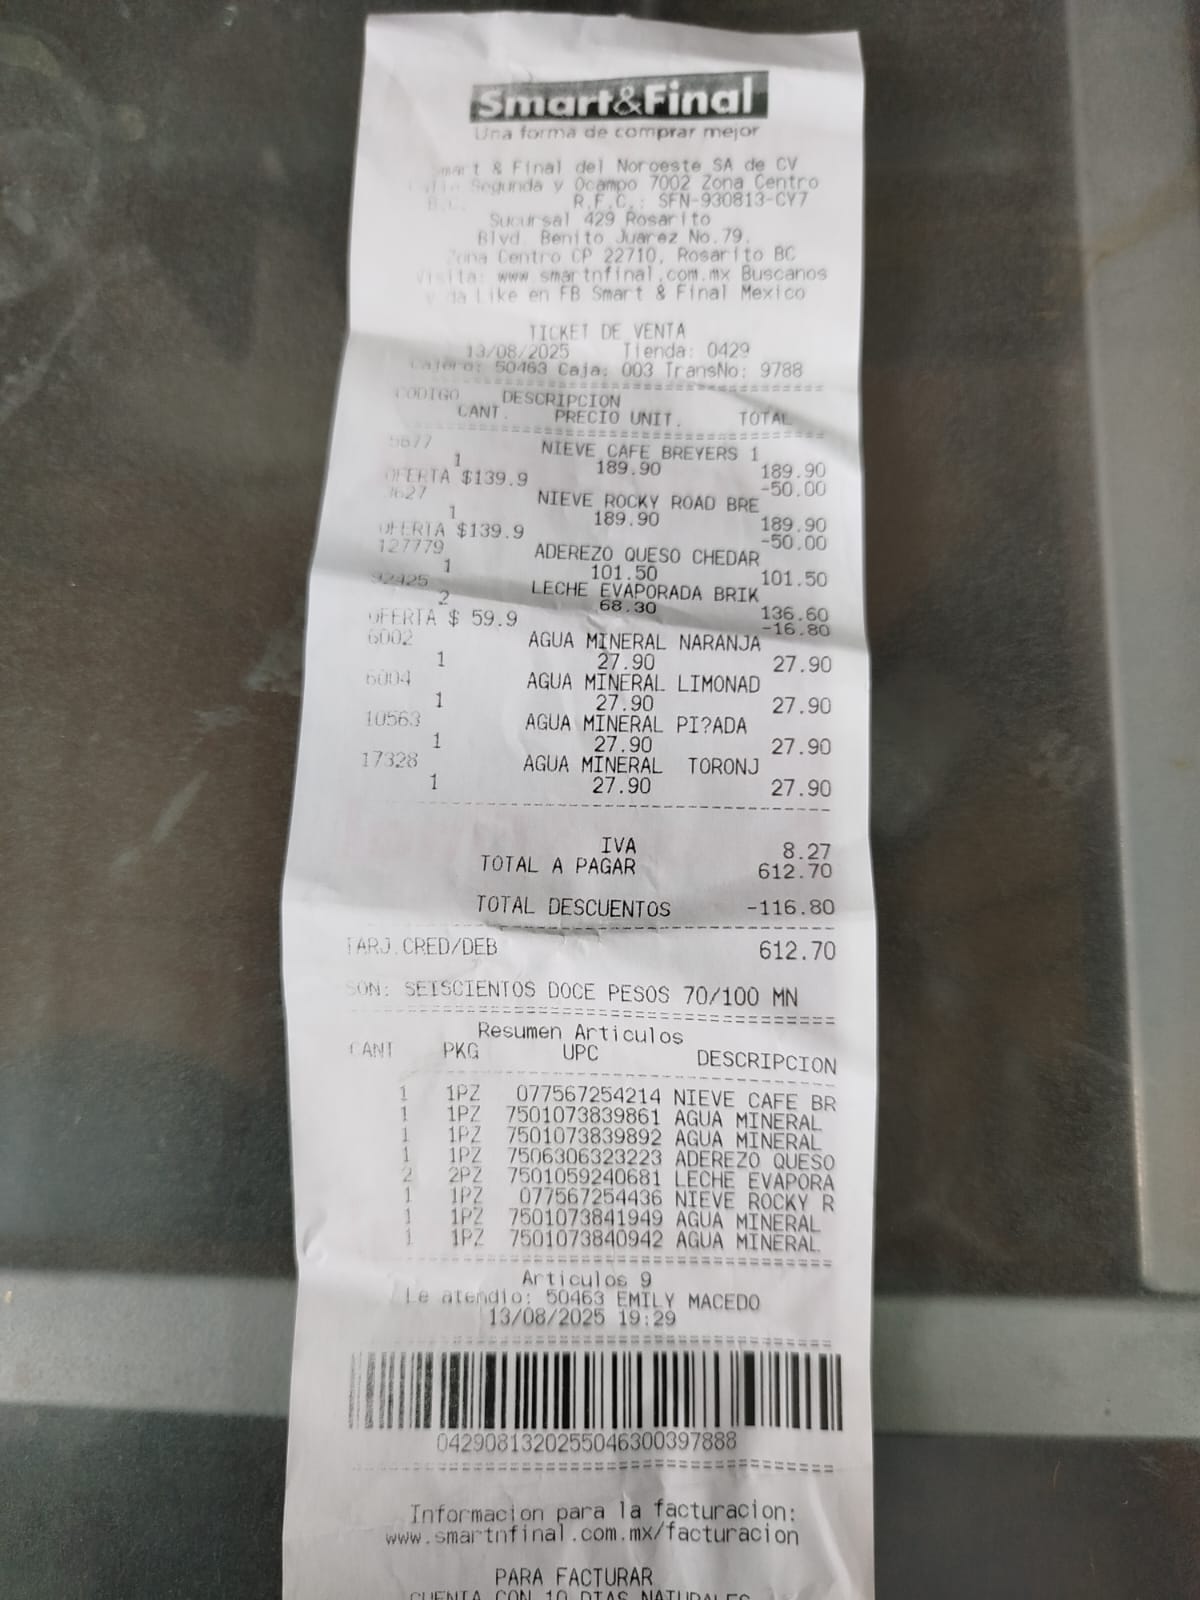 Smart&Final
Una forma de comprar mejor
Smart & Final del Noroeste SA de CV
Segunda y Ocampo 7002 Zona Centro
B.C. R.F.C.: SFN-930813-CY7
Sucursal 429 Rosarito
Blvd. Benito Juarez No.79.
Zona Centro CP 22710, Rosarito BC
Visita: www.smartnfinal.com.mx Buscanos
y da Like en FB Smart & Final Mexico
TICKET DE VENTA
13/08/2025 Tienda: 0429
Cajero: 50463 Caja: 003 TransNo: 9788
CODIGO DESCRIPCION
CANT. PRECIO UNIT. TOTAL
5677 NIEVE CAFE BREYERS 1
1 189.90 189.90
OFERTA $139.9 -50.00
3627 NIEVE ROCKY ROAD BRE
1 189.90 189.90
OFERTA $139.9 -50.00
127779 ADEREZO QUESO CHEDAR
1 101.50 101.50
92425 LECHE EVAPORADA BRIK
2 68.30 136.60
OFERTA $ 59.9 -16.80
6002 AGUA MINERAL NARANJA
1 27.90 27.90
6004 AGUA MINERAL LIMONAD
1 27.90 27.90
10563 AGUA MINERAL PI?ADA
1 27.90 27.90
17328 AGUA MINERAL TORONJ
1 27.90 27.90
IVA 8.27
TOTAL A PAGAR 612.70
TOTAL DESCUENTOS -116.80
TARJ.CRED/DEB 612.70
SON: SEISCIENTOS DOCE PESOS 70/100 MN
Resumen Articulos
CANT PKG UPC DESCRIPCION
1 1PZ 077567254214 NIEVE CAFE BR
1 1PZ 7501073839861 AGUA MINERAL
1 1PZ 7501073839892 AGUA MINERAL
1 1PZ 7506306323223 ADEREZO QUESO
2 2PZ 7501059240681 LECHE EVAPORA
1 1PZ 077567254436 NIEVE ROCKY R
1 1PZ 7501073841949 AGUA MINERAL
1 1PZ 7501073840942 AGUA MINERAL
Articulos 9
Le atendio: 50463 EMILY MACEDO
13/08/2025 19:29
0429081320255046300397888
Informacion para la facturacion:
www.smartnfinal.com.mx/facturacion
PARA FACTURAR
CUENTA CON 10 DIAS NATURALES